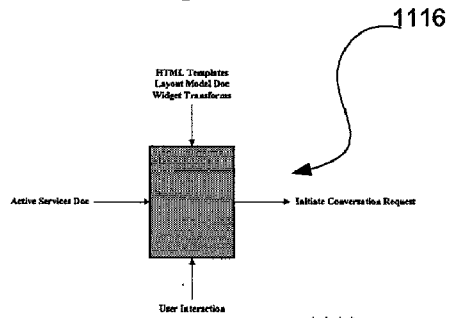 1116
HTML Templates
Layout Model Doc
Widget Transforms
Active Services Doc
Initiate Conversation Request
User Interaction